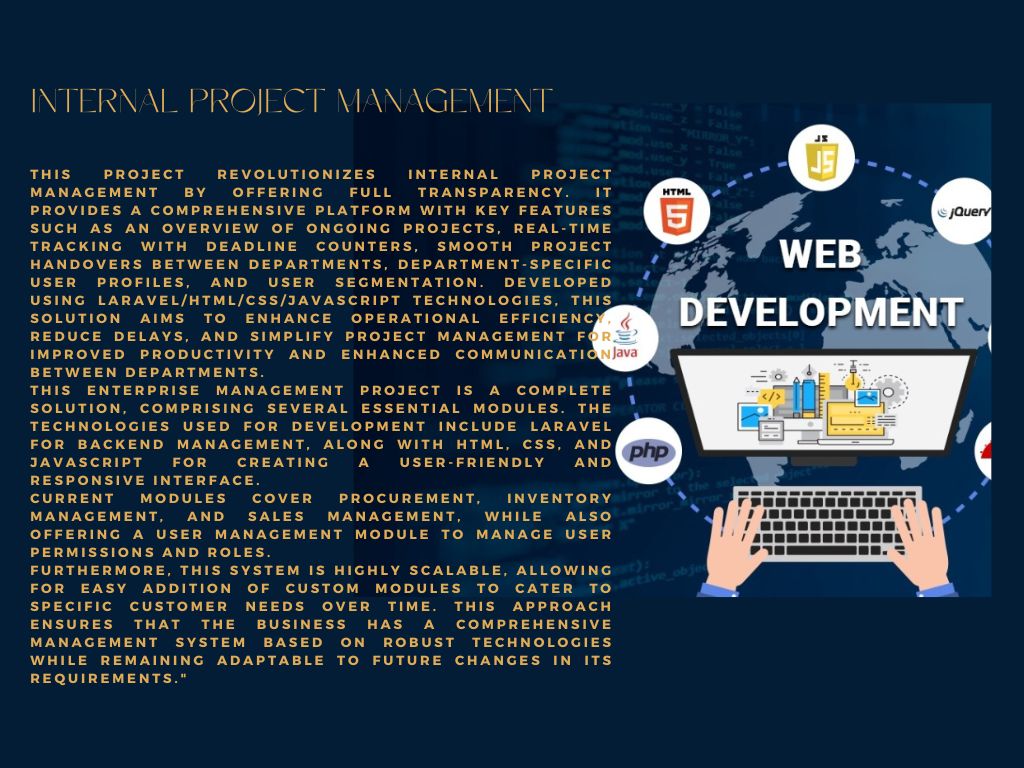 INTERNAL PROJECT MANAGEMENT
THIS PROJECT REVOLUTIONIZES INTERNAL PROJECT
MANAGEMENT BY OFFERING FULL TRANSPARENCY. IT
PROVIDES A COMPREHENSIVE PLATFORM WITH KEY FEATURES
SUCH AS AN OVERVIEW OF ONGOING PROJECTS, REAL-TIME
TRACKING WITH DEADLINE COUNTERS, SMOOTH PROJECT
HANDOVERS BETWEEN DEPARTMENTS, DEPARTMENT-SPECIFIC
USER PROFILES, AND USER SEGMENTATION. DEVELOPED
USING LARAVEL/HTML/CSS/JAVASCRIPT TECHNOLOGIES, THIS
SOLUTION AIMS TO ENHANCE OPERATIONAL EFFICIENCY,
REDUCE DELAYS, AND SIMPLIFY PROJECT MANAGEMENT FOR
IMPROVED PRODUCTIVITY AND ENHANCED COMMUNICATION
BETWEEN DEPARTMENTS.
THIS ENTERPRISE MANAGEMENT PROJECT IS A COMPLETE
SOLUTION, COMPRISING SEVERAL ESSENTIAL MODULES. THE
TECHNOLOGIES USED FOR DEVELOPMENT INCLUDE LARAVEL
FOR BACKEND MANAGEMENT, ALONG WITH HTML, CSS, AND
JAVASCRIPT FOR CREATING A USER-FRIENDLY AND
RESPONSIVE INTERFACE.
CURRENT MODULES COVER PROCUREMENT, INVENTORY
MANAGEMENT, AND SALES MANAGEMENT, WHILE ALSO
OFFERING A USER MANAGEMENT MODULE TO MANAGE USER
PERMISSIONS AND ROLES.
FURTHERMORE, THIS SYSTEM IS HIGHLY SCALABLE, ALLOWING
FOR EASY ADDITION OF CUSTOM MODULES TO CATER TO
SPECIFIC CUSTOMER NEEDS OVER TIME. THIS APPROACH
ENSURES THAT THE BUSINESS HAS A COMPREHENSIVE
MANAGEMENT SYSTEM BASED ON ROBUST TECHNOLOGIES
WHILE REMAINING ADAPTABLE TO FUTURE CHANGES IN ITS
REQUIREMENTS."
JS
JS
HTML
5
jQuery
WEB
DEVELOPMENT
Java
</>
php